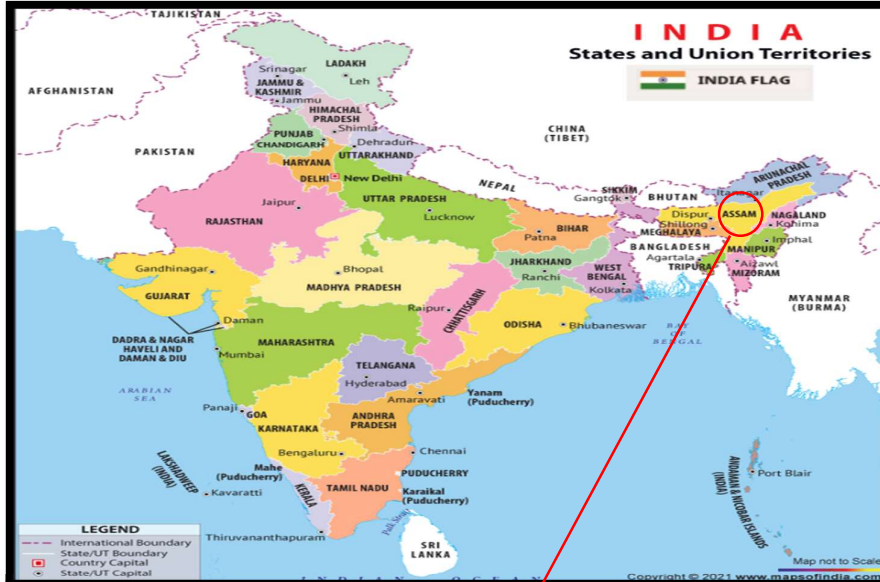 INDIA
States and Union Territories
INDIA FLAG
TAJIKISTAN
AFGHANISTAN
PAKISTAN
CHINA
(TIBET)
NEPAL
BHUTAN
BANGLADESH
MYANMAR
(BURMA)
SRI
LANKA
LADAKH
Leh
Srinagar
JAMMU &
KASHMIR
Jammu
HIMACHAL
PRADESH
Shimla
PUNJAB
CHANDIGARH
Dehradun
UTTARAKHAND
HARYANA
DELHI
New Delhi
RAJASTHAN
Jaipur
UTTAR PRADESH
Lucknow
BIHAR
Patna
SIKKIM
Gangtok
ARUNACHAL
PRADESH
Itanagar
ASSAM
Dispur
Shillong
MEGHALAYA
NAGALAND
Kohima
Imphal
MANIPUR
Agartala
TRIPURA
Aizawl
MIZORAM
GUJARAT
Gandhinagar
MADHYA PRADESH
Bhopal
JHARKHAND
Ranchi
WEST
BENGAL
Kolkata
CHHATTISGARH
Raipur
ODISHA
Bhubaneswar
Daman
DADRA & NAGAR
HAVELI AND
DAMAN & DIU
MAHARASHTRA
Mumbai
TELANGANA
Hyderabad
Amaravati
Yanam
(Puducherry)
ANDHRA
PRADESH
Panaji
GOA
KARNATAKA
Bengaluru
Chennai
Mahe
(Puducherry)
PUDUCHERRY
TAMIL NADU
Karaikal
(Puducherry)
KERALA
Thiruvananthapuram
LAKSHADWEEP
(INDIA)
Kavaratti
ARABIAN
SEA
BAY
OF
BENGAL
Palk Strait
ANDAMAN & NICOBAR ISLANDS
(INDIA)
Port Blair
INDIAN OCEAN
LEGEND
International Boundary
State/UT Boundary
Country Capital
State/UT Capital
Map not to Scale
Copyright © 2021 www.mapsofindia.com